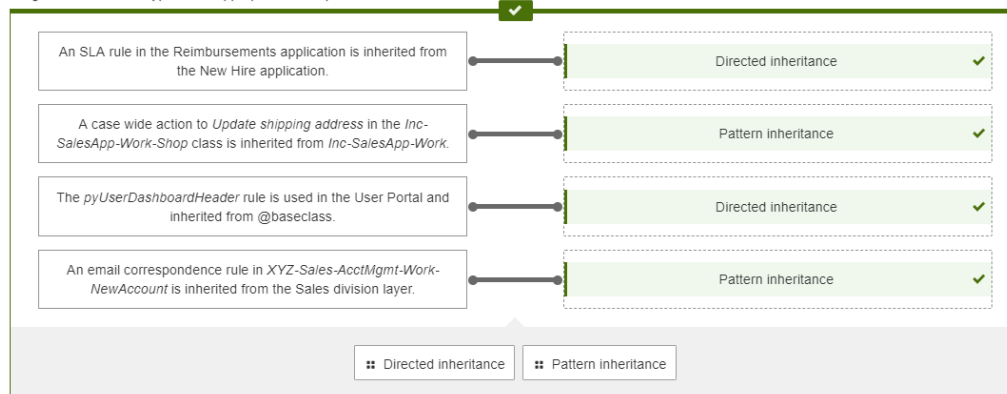 An SLA rule in the Reimbursements application is inherited from
the New Hire application.
Directed inheritance
A case wide action to Update shipping address in the Inc-
SalesApp-Work-Shop class is inherited from Inc-SalesApp-Work.
Pattern inheritance
The pyUserDashboardHeader rule is used in the User Portal and
inherited from @baseclass.
Directed inheritance
An email correspondence rule in XYZ-Sales-AcctMgmt-Work-
NewAccount is inherited from the Sales division layer.
Pattern inheritance
Directed inheritance
Pattern inheritance